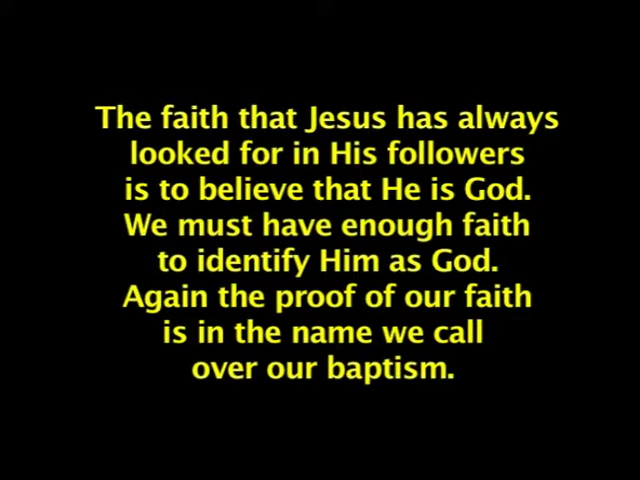 The faith that Jesus has always
looked for in His followers
is to believe that He is God.
We must have enough faith
to identify Him as God.
Again the proof of our faith
is in the name we call
over our baptism.